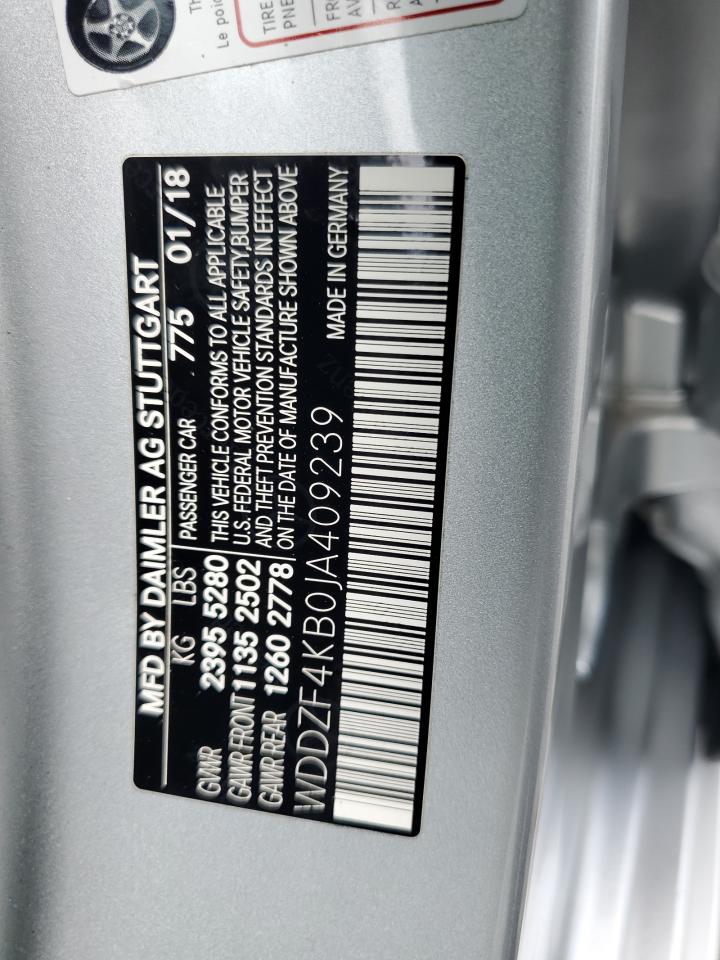 MFD BY DAIMLER AG STUTTGART
KG LBS PASSENGER CAR 775 01/18
GVWR 2395 5280
GAWR FRONT 1135 2502
GAWR REAR 1260 2778
THIS VEHICLE CONFORMS TO ALL APPLICABLE
U.S. FEDERAL MOTOR VEHICLE SAFETY,BUMPER
AND THEFT PREVENTION STANDARDS IN EFFECT
ON THE DATE OF MANUFACTURE SHOWN ABOVE
WDDZF4KB0JA409239 MADE IN GERMANY
Le
TIRE